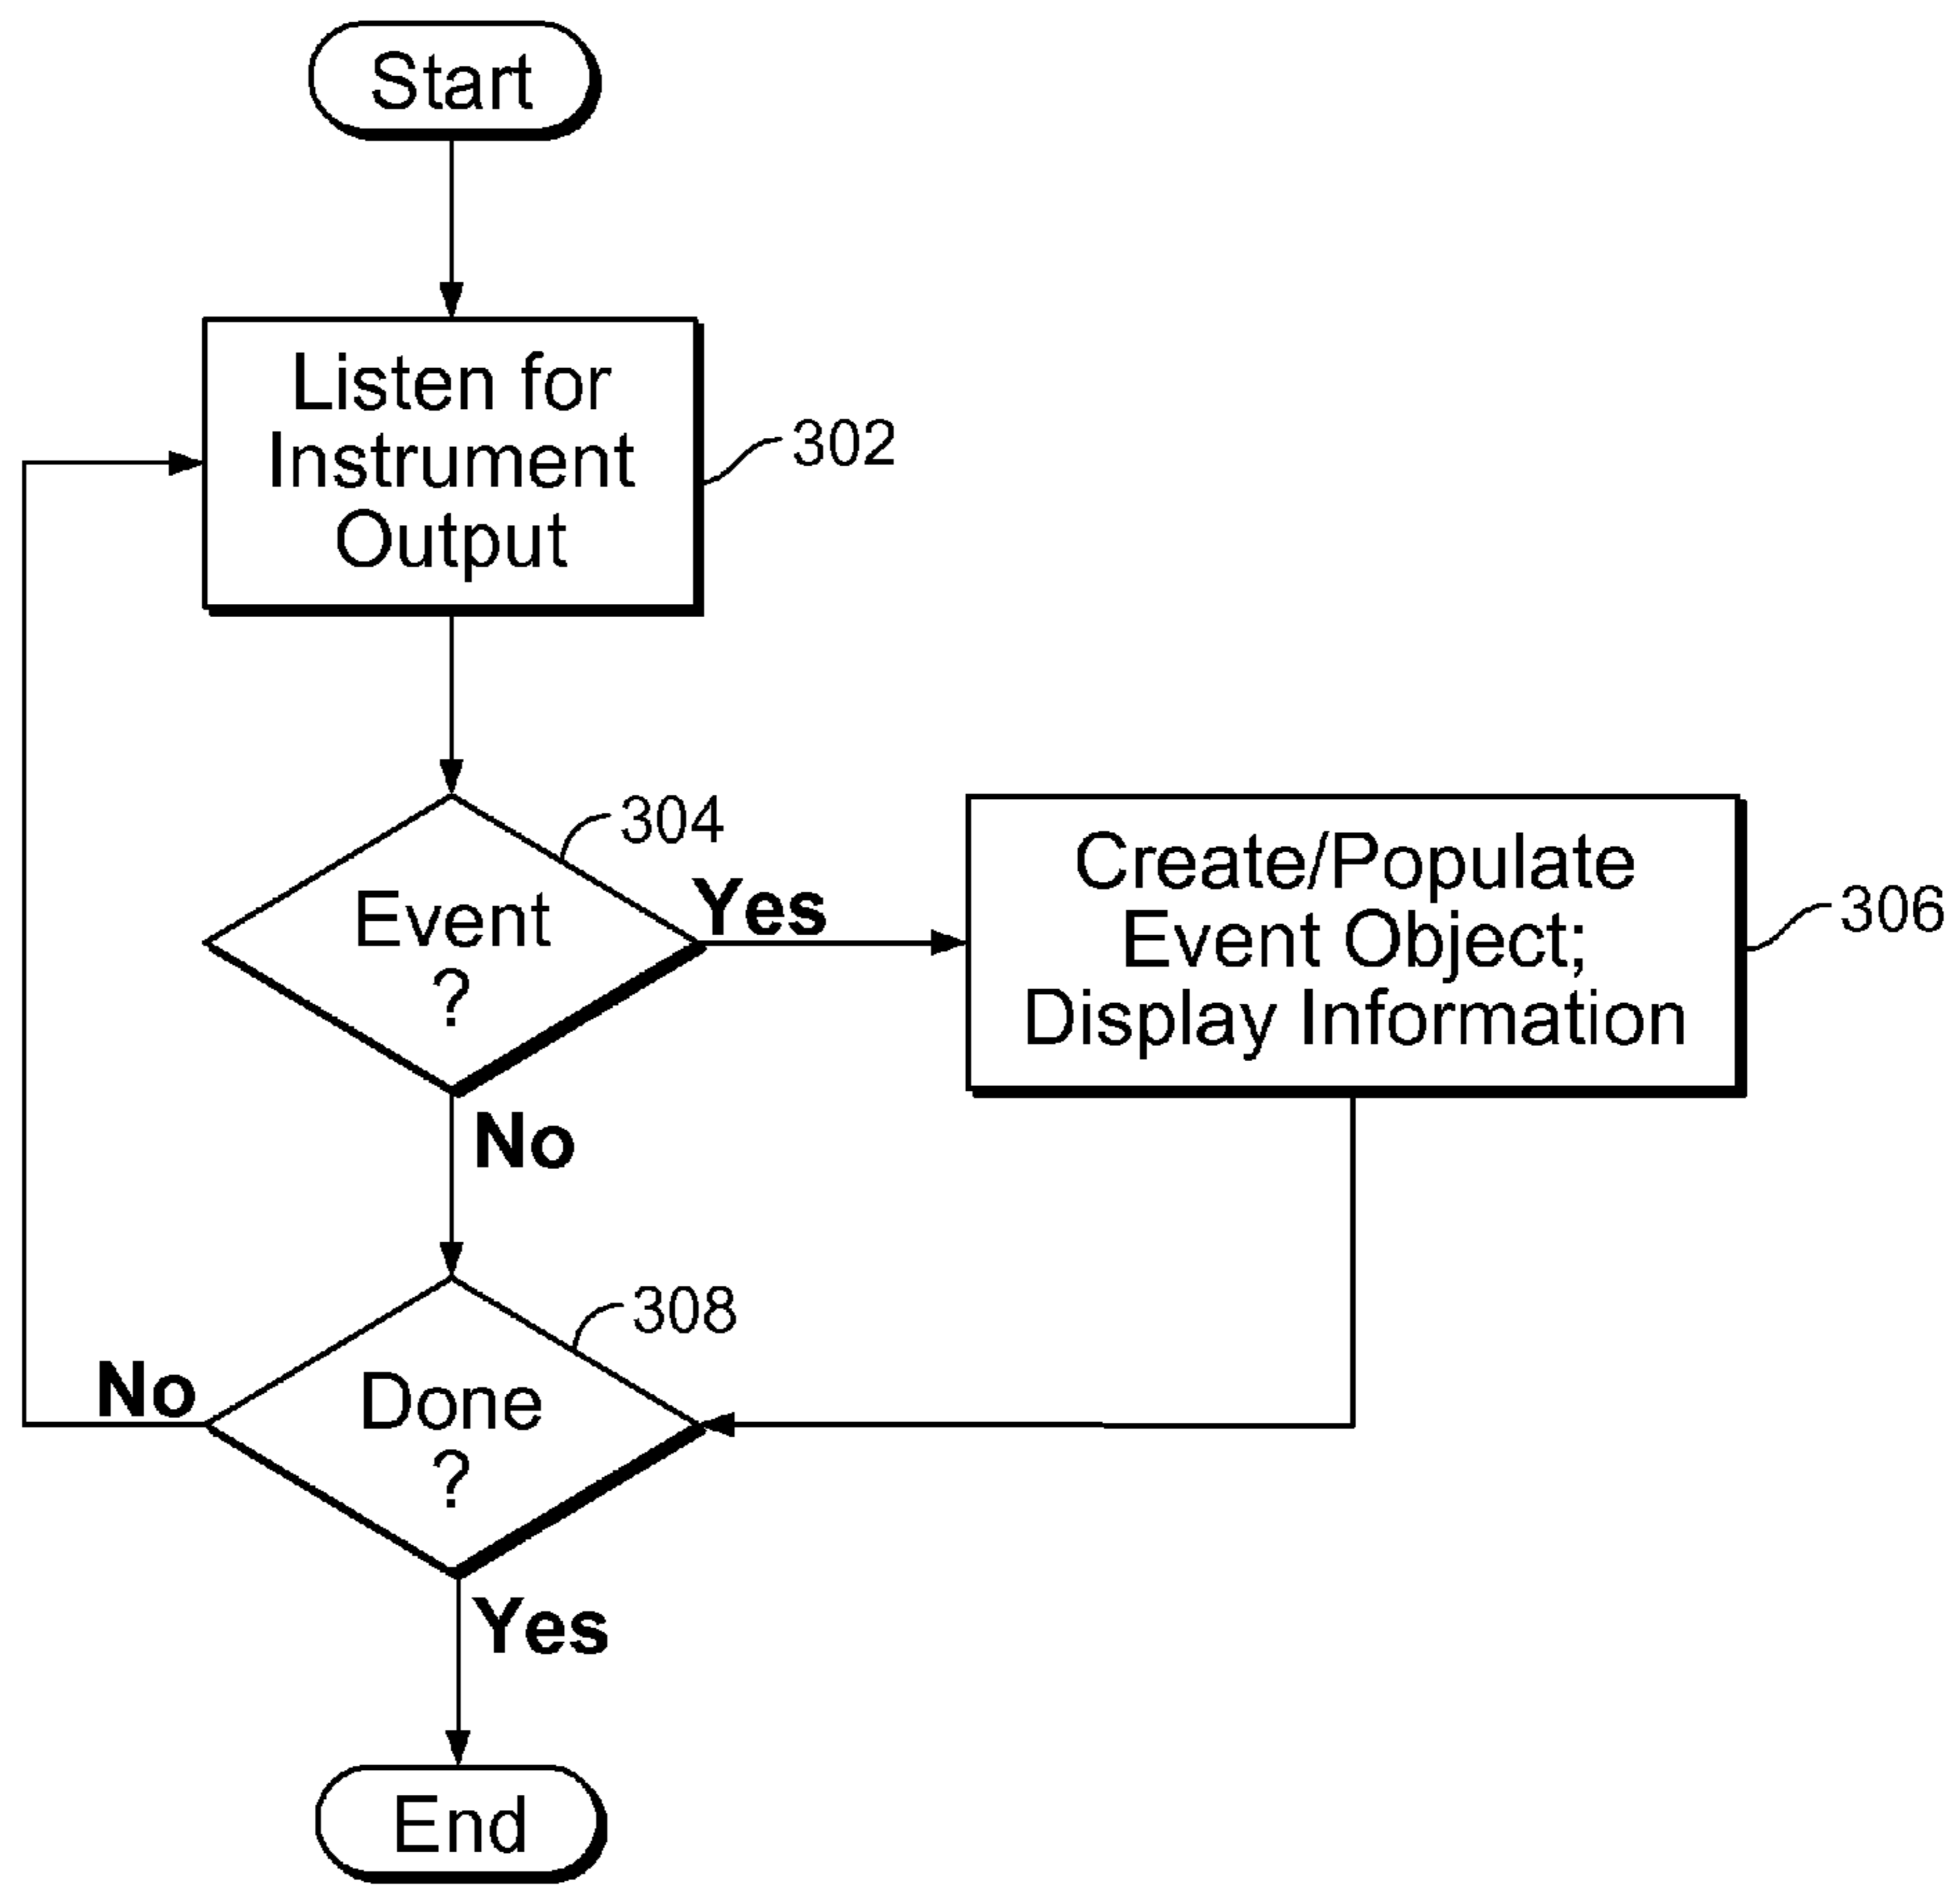 Start
Listen for
Instrument
Output
302
304
Event
?
Yes
Create/Populate
Event Object;
Display Information
306
No
308
Done
?
No
Yes
End